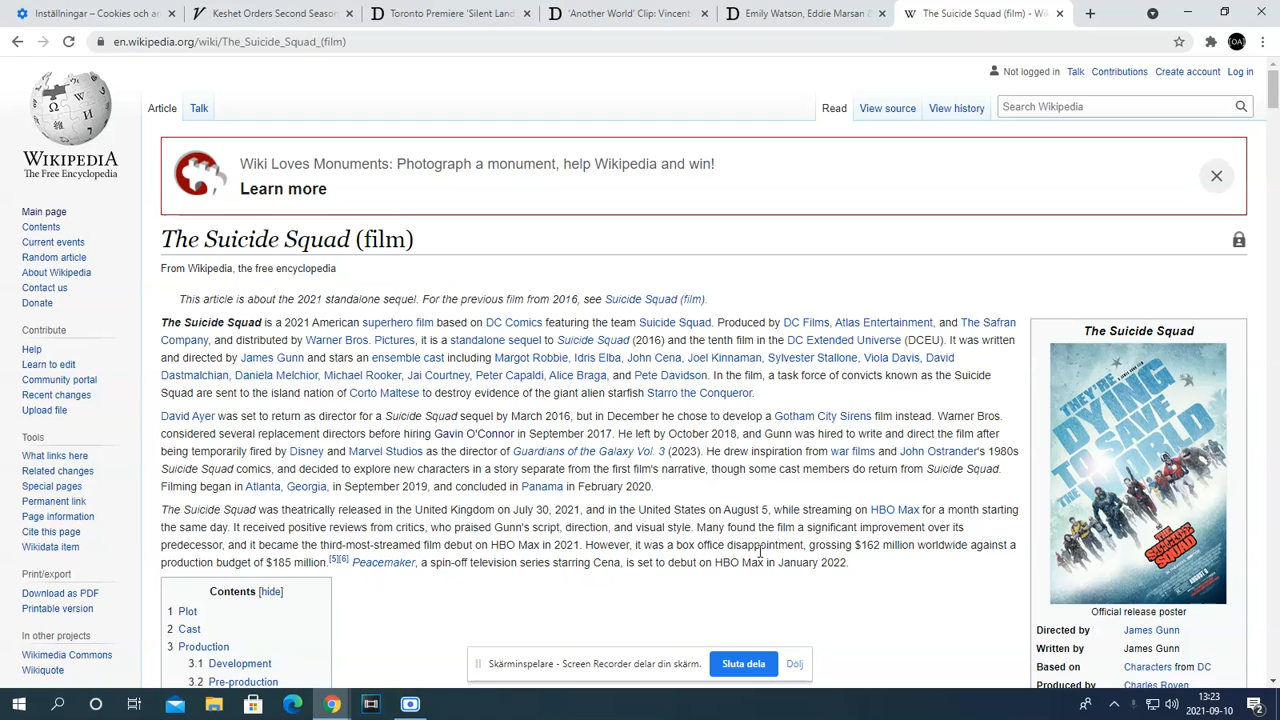 Inställningar – Cookies och an
Keshet Orders Second Season
Toronto Premiere 'Silent Land
'Another World' Clip: Vincent
Emily Watson, Eddie Marsan &
The Suicide Squad (film) - Wi
en.wikipedia.org/wiki/The_Suicide_Squad_(film)
Not logged in Talk Contributions Create account Log in
Article Talk Read View source View history Search Wikipedia
WIKIPEDIA
The Free Encyclopedia
Main page
Contents
Current events
Random article
About Wikipedia
Contact us
Donate
Contribute
Help
Learn to edit
Community portal
Recent changes
Upload file
Tools
What links here
Related changes
Special pages
Permanent link
Page information
Cite this page
Wikidata item
Print/export
Download as PDF
Printable version
In other projects
Wikimedia Commons
Wikiquote
Wiki Loves Monuments: Photograph a monument, help Wikipedia and win!
Learn more
The Suicide Squad (film)
From Wikipedia, the free encyclopedia
This article is about the 2021 standalone sequel. For the previous film from 2016, see Suicide Squad (film).
The Suicide Squad is a 2021 American superhero film based on DC Comics featuring the team Suicide Squad. Produced by DC Films, Atlas Entertainment, and The Safran
Company, and distributed by Warner Bros. Pictures, it is a standalone sequel to Suicide Squad (2016) and the tenth film in the DC Extended Universe (DCEU). It was written
and directed by James Gunn and stars an ensemble cast including Margot Robbie, Idris Elba, John Cena, Joel Kinnaman, Sylvester Stallone, Viola Davis, David
Dastmalchian, Daniela Melchior, Michael Rooker, Jai Courtney, Peter Capaldi, Alice Braga, and Pete Davidson. In the film, a task force of convicts known as the Suicide
Squad are sent to the island nation of Corto Maltese to destroy evidence of the giant alien starfish Starro the Conqueror.
David Ayer was set to return as director for a Suicide Squad sequel by March 2016, but in December he chose to develop a Gotham City Sirens film instead. Warner Bros.
considered several replacement directors before hiring Gavin O'Connor in September 2017. He left by October 2018, and Gunn was hired to write and direct the film after
being temporarily fired by Disney and Marvel Studios as the director of Guardians of the Galaxy Vol. 3 (2023). He drew inspiration from war films and John Ostrander's 1980s
Suicide Squad comics, and decided to explore new characters in a story separate from the first film's narrative, though some cast members do return from Suicide Squad.
Filming began in Atlanta, Georgia, in September 2019, and concluded in Panama in February 2020.
The Suicide Squad was theatrically released in the United Kingdom on July 30, 2021, and in the United States on August 5, while streaming on HBO Max for a month starting
the same day. It received positive reviews from critics, who praised Gunn's script, direction, and visual style. Many found the film a significant improvement over its
predecessor, and it became the third-most-streamed film debut on HBO Max in 2021. However, it was a box office disappointment, grossing $162 million worldwide against a
production budget of $185 million.[5][6] Peacemaker, a spin-off television series starring Cena, is set to debut on HBO Max in January 2022.
Contents [hide]
1 Plot
2 Cast
3 Production
3.1 Development
3.2 Pre-production
The Suicide Squad
THEY'RE
DYING
TO SAVE
THE WORLD
THE SUICIDE SQUAD
Official release poster
Directed by James Gunn
Written by James Gunn
Based on Characters from DC
Produced by Charles Roven
Skärminspelare - Screen Recorder delar din skärm. Sluta dela Dölj
13:23
2021-09-10
2